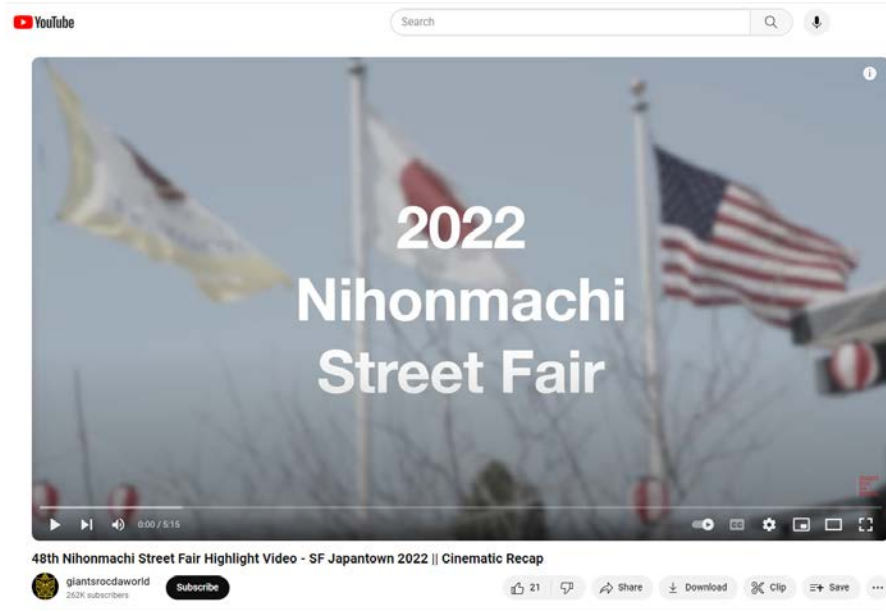 YouTube
Search
2022
Nihonmachi
Street Fair
0:00 / 5:15
48th Nihonmachi Street Fair Highlight Video - SF Japantown 2022 || Cinematic Recap
giantsrocdaworld
262K subscribers
Subscribe
21
Share
Download
Clip
Save